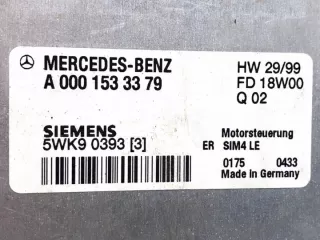 MERCEDES-BENZ
A 000 153 33 79
HW 29/99
FD 18W00
Q 02
SIEMENS
5WK9 0393 [3]
Motorsteuerung
ER SIM4 LE
0175 0433
Made in Germany